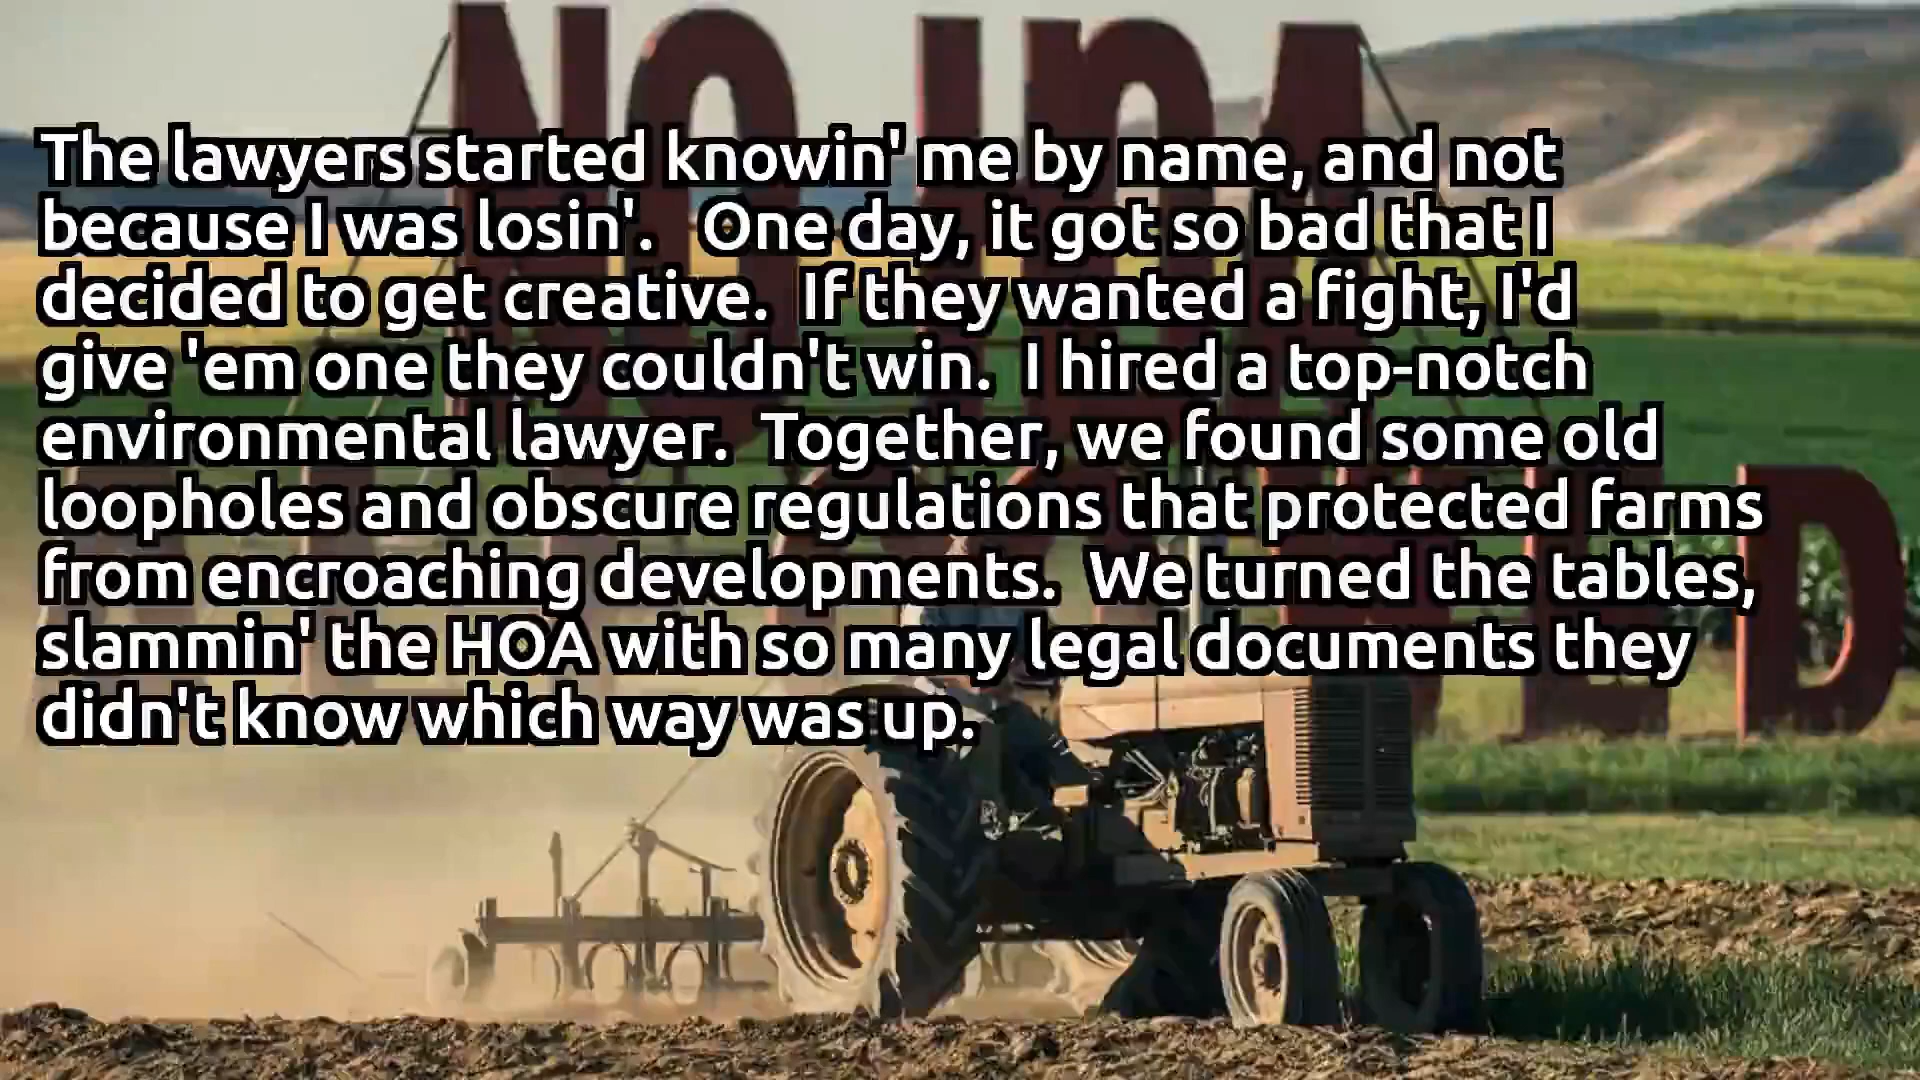 NO HOA
The lawyers started knowin' me by name, and not
because I was losin'.   One day, it got so bad that I
decided to get creative.  If they wanted a fight, I'd
give 'em one they couldn't win.  I hired a top-notch
environmental lawyer.  Together, we found some old
loopholes and obscure regulations that protected farms
from encroaching developments.  We turned the tables,
slammin' the HOA with so many legal documents they
didn't know which way was up.